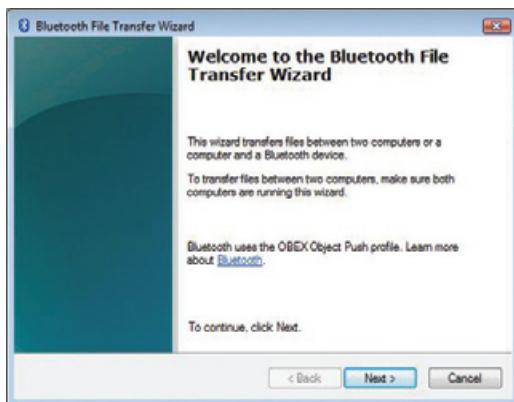 Bluetooth File Transfer Wizard
Welcome to the Bluetooth File
Transfer Wizard
This wizard transfers files between two computers or a
computer and a Bluetooth device.
To transfer files between two computers, make sure both
computers are running this wizard.
Bluetooth uses the OBEX Object Push profile. Learn more
about Bluetooth.
To continue, click Next.
< Back Next > Cancel